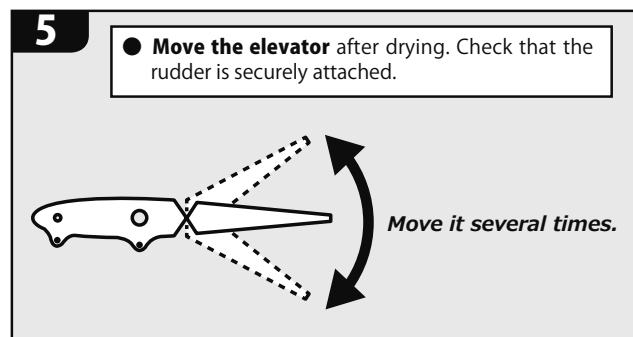 5
● Move the elevator after drying. Check that the
rudder is securely attached.
Move it several times.